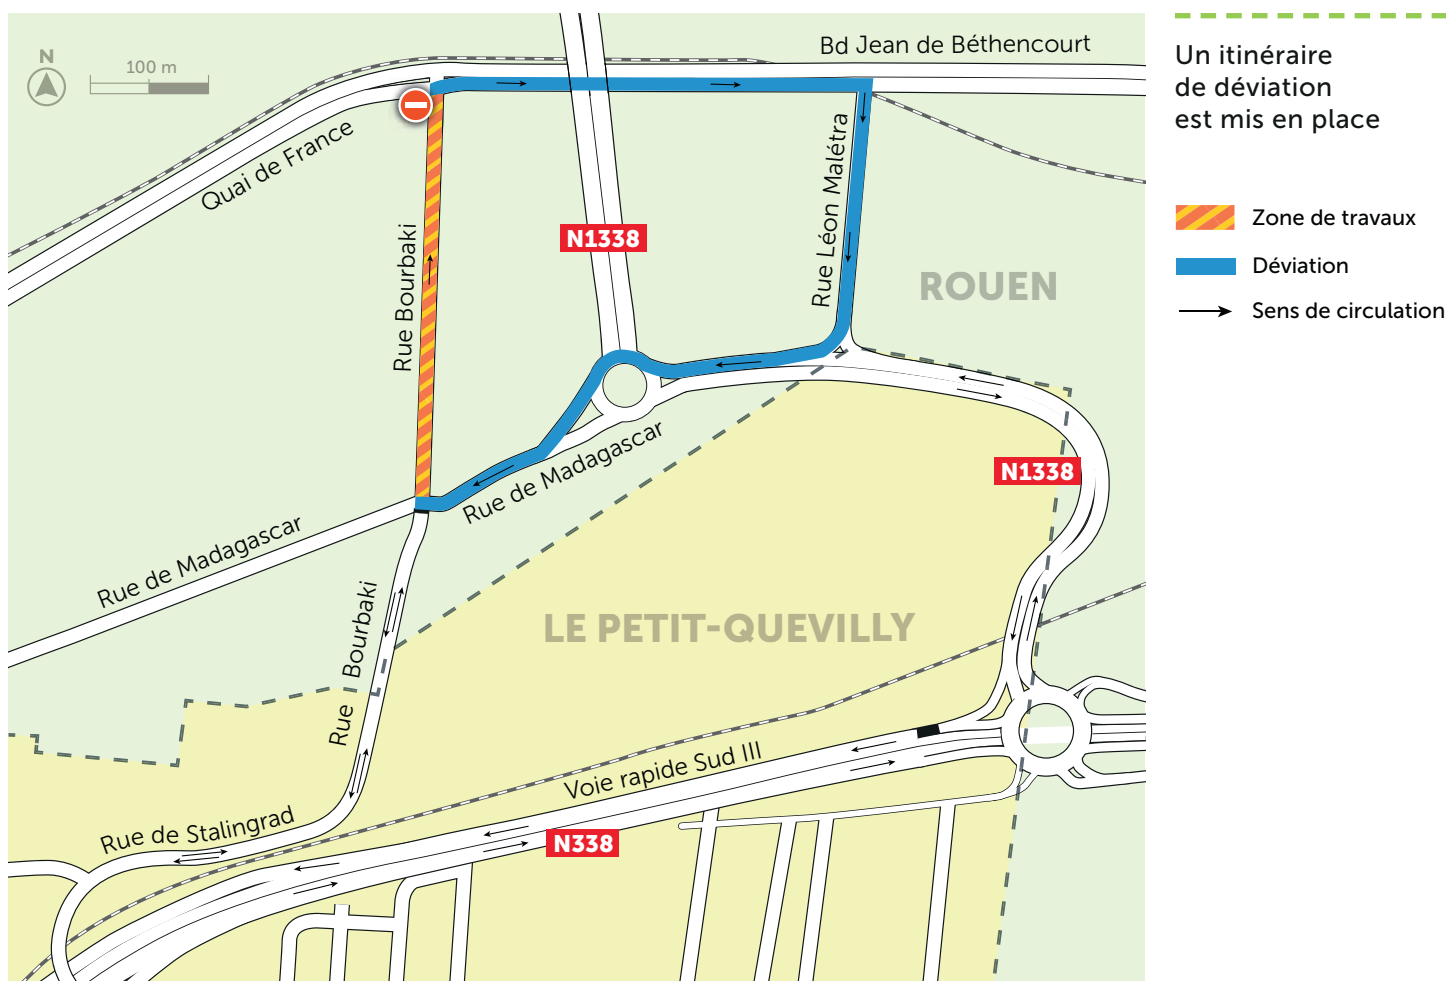 N
100 m
Bd Jean de Béthencourt
Quai de France
Rue Bourbaki
N1338
Rue Léon Malétra
ROUEN
N1338
Rue de Madagascar
Rue de Madagascar
Rue Bourbaki
LE PETIT-QUEVILLY
Voie rapide Sud III
Rue de Stalingrad
N338
Un itinéraire
de déviation
est mis en place
Zone de travaux
Déviation
Sens de circulation